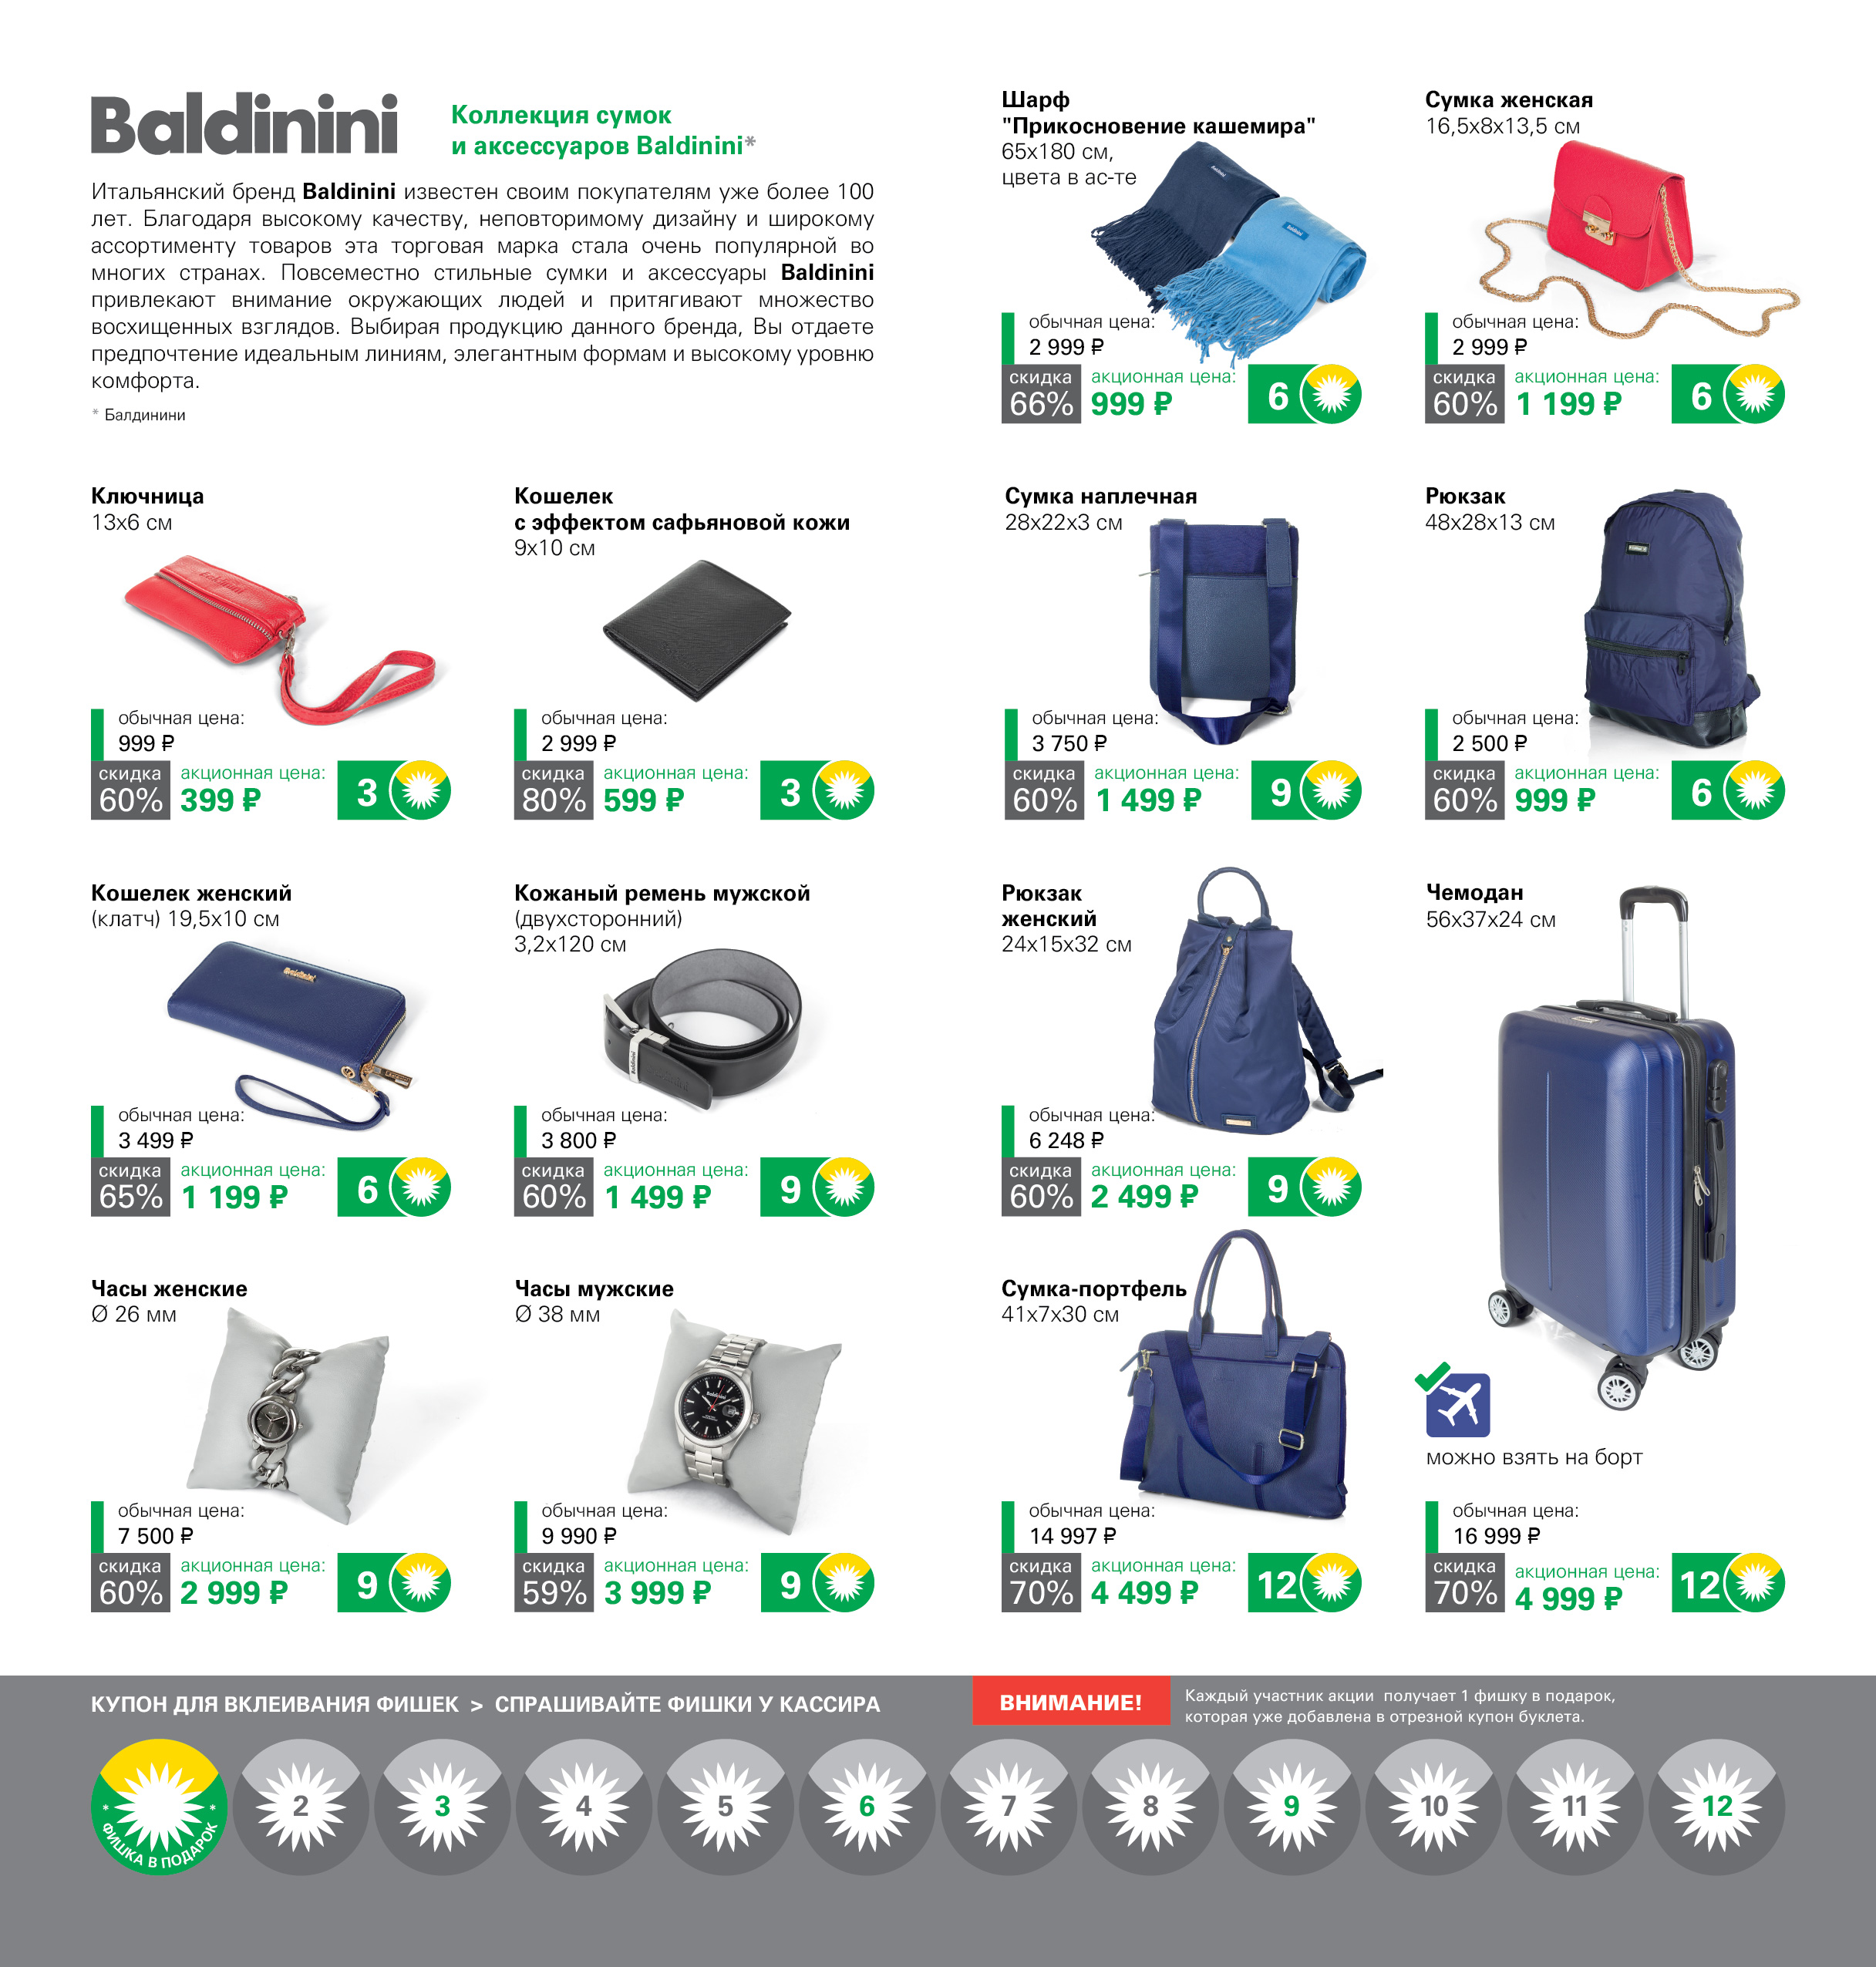 Baldinini
Коллекция сумок
и аксессуаров Baldinini*
Итальянский бренд Baldinini известен своим покупателям уже более 100
лет. Благодаря высокому качеству, неповторимому дизайну и широкому
ассортименту товаров эта торговая марка стала очень популярной во
многих странах. Повсеместно стильные сумки и аксессуары Baldinini
привлекают внимание окружающих людей и притягивают множество
восхищенных взглядов. Выбирая продукцию данного бренда, Вы отдаете
предпочтение идеальным линиям, элегантным формам и высокому уровню
комфорта.
* Балдинини
Шарф
"Прикосновение кашемира"
65x180 см,
цвета в ас-те
обычная цена:
2 999 ₽
скидка
66%
акционная цена:
999 ₽
6
Сумка женская
16,5x8x13,5 см
обычная цена:
2 999 ₽
скидка
60%
акционная цена:
1 199 ₽
6
Ключница
13x6 см
обычная цена:
999 ₽
скидка
60%
акционная цена:
399 ₽
3
Кошелек
с эффектом сафьяновой кожи
9x10 см
обычная цена:
2 999 ₽
скидка
80%
акционная цена:
599 ₽
3
Сумка наплечная
28x22x3 см
обычная цена:
3 750 ₽
скидка
60%
акционная цена:
1 499 ₽
9
Рюкзак
48x28x13 см
обычная цена:
2 500 ₽
скидка
60%
акционная цена:
999 ₽
6
Кошелек женский
(клатч) 19,5x10 см
Baldinini
обычная цена:
3 499 ₽
скидка
65%
акционная цена:
1 199 ₽
6
Кожаный ремень мужской
(двухсторонний)
3,2x120 см
Baldinini
обычная цена:
3 800 ₽
скидка
60%
акционная цена:
1 499 ₽
9
Рюкзак
женский
24x15x32 см
обычная цена:
6 248 ₽
скидка
60%
акционная цена:
2 499 ₽
9
Чемодан
56x37x24 см
можно взять на борт
обычная цена:
16 999 ₽
скидка
70%
акционная цена:
4 999 ₽
12
Часы женские
Ø 26 мм
обычная цена:
7 500 ₽
скидка
60%
акционная цена:
2 999 ₽
9
Часы мужские
Ø 38 мм
Baldinini
обычная цена:
9 990 ₽
скидка
59%
акционная цена:
3 999 ₽
9
Сумка-портфель
41x7x30 см
обычная цена:
14 997 ₽
скидка
70%
акционная цена:
4 499 ₽
12
КУПОН ДЛЯ ВКЛЕИВАНИЯ ФИШЕК > СПРАШИВАЙТЕ ФИШКИ У КАССИРА
ВНИМАНИЕ!
Каждый участник акции получает 1 фишку в подарок,
которая уже добавлена в отрезной купон буклета.
* ФИШКА В ПОДАРОК *
2
3
4
5
6
7
8
9
10
11
12